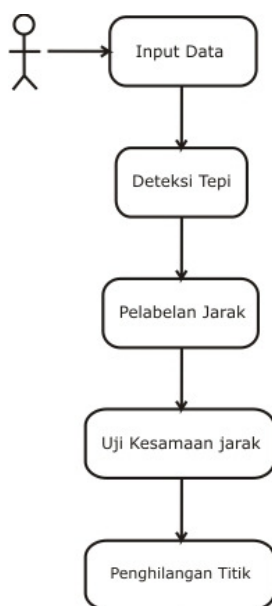 Input Data
Deteksi Tepi
Pelabelan Jarak
Uji Kesamaan jarak
Penghilangan Titik